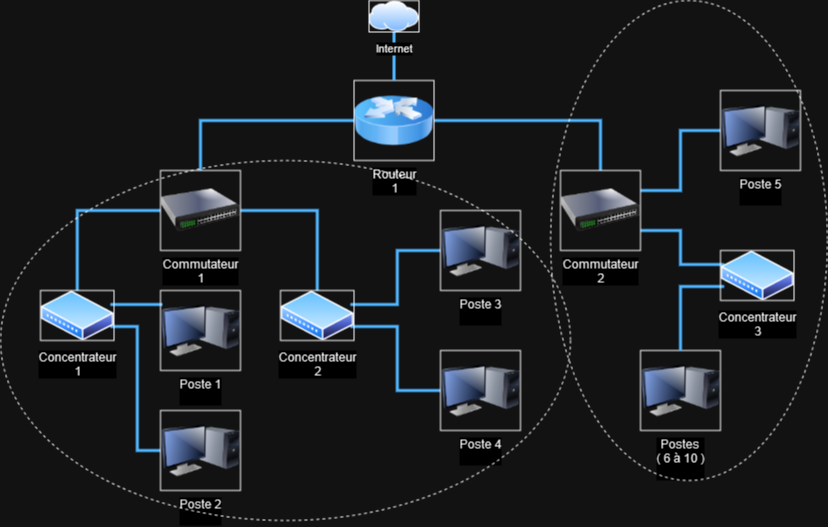 Internet
Routeur
1
Poste 5
Commutateur
1
Commutateur
2
Poste 3
Concentrateur
3
Concentrateur
1
Concentrateur
2
Poste 1
Poste 4
Postes
( 6 à 10 )
Poste 2